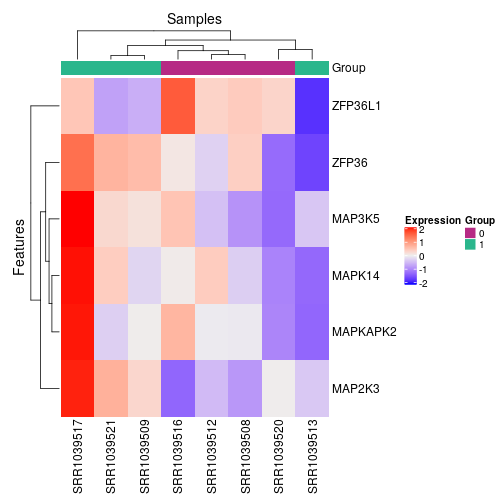 Samples
Group
ZFP36L1
ZFP36
MAP3K5
MAPK14
MAPKAPK2
MAP2K3
Features
SRR1039517
SRR1039521
SRR1039509
SRR1039516
SRR1039512
SRR1039508
SRR1039520
SRR1039513
Expression
2
1
0
-1
-2
Group
0
1